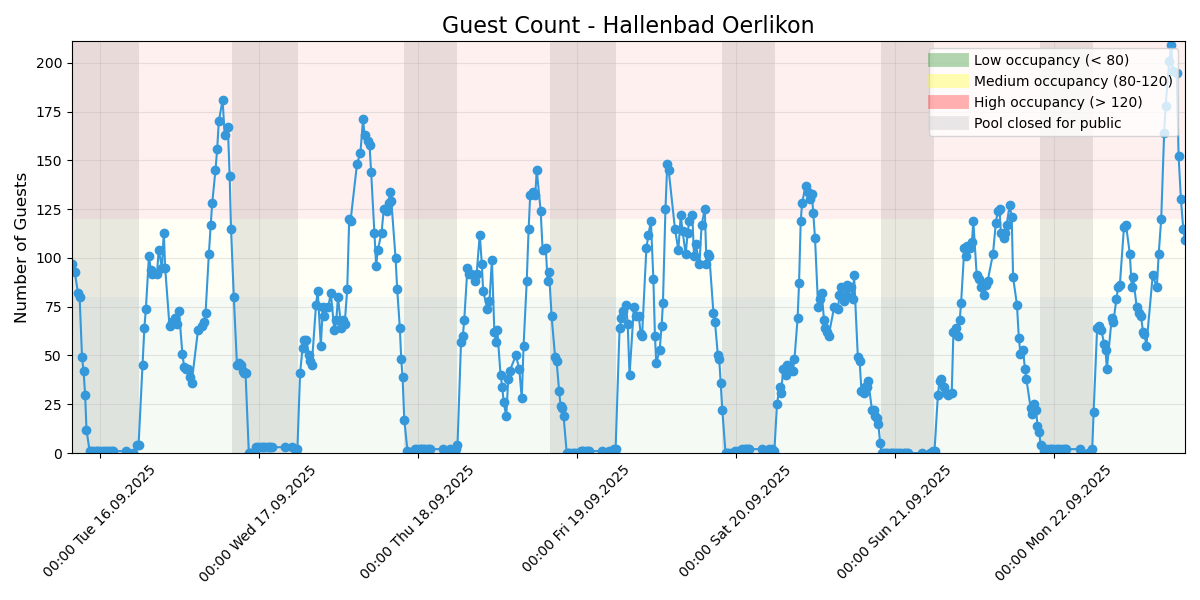 Guest Count - Hallenbad Oerlikon
Number of Guests
200
175
150
125
100
75
50
25
0
Low occupancy (< 80)
Medium occupancy (80-120)
High occupancy (> 120)
Pool closed for public
00:00 Tue 16.09.2025
00:00 Wed 17.09.2025
00:00 Thu 18.09.2025
00:00 Fri 19.09.2025
00:00 Sat 20.09.2025
00:00 Sun 21.09.2025
00:00 Mon 22.09.2025